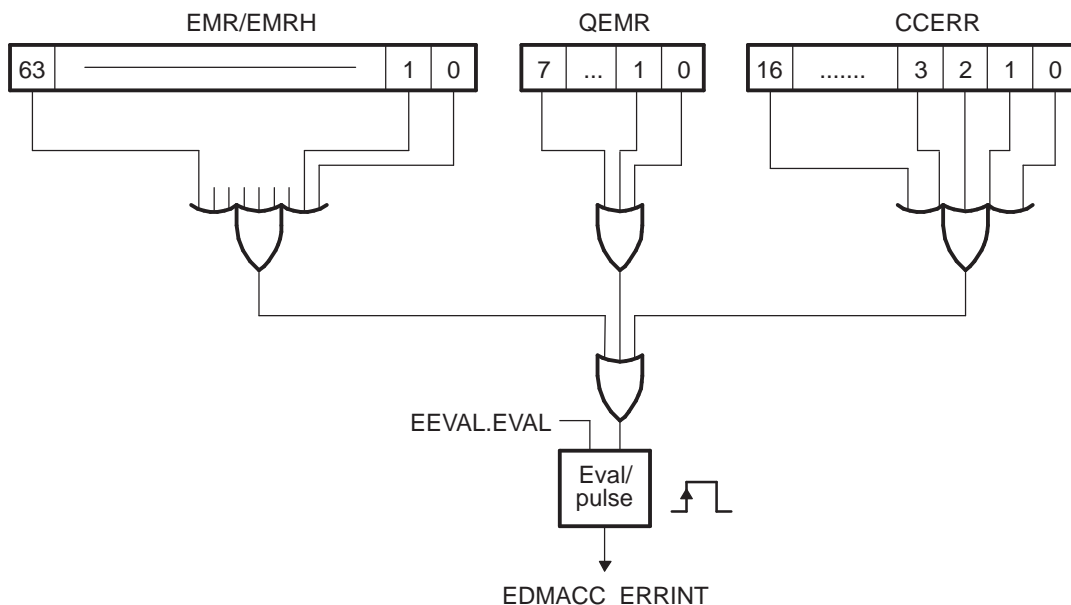 EMR/EMRH QEMR CCERR
63 1 0 7 ... 1 0 16 ....... 3 2 1 0
EEVAL.EVAL
Eval/
pulse
EDMACC ERRINT